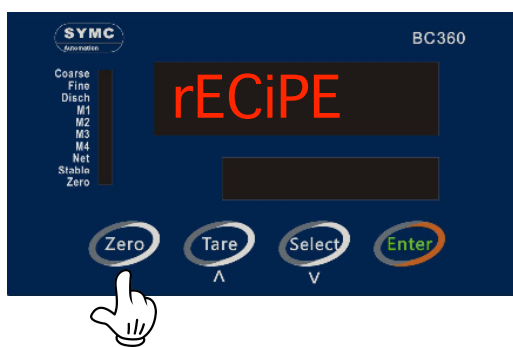 SYMC
Automation
BC360
Coarse
Fine
Disch
M1
M2
M3
M4
Net
Stable
Zero
rECiPE
Zero
Tare
Select
Enter
Λ
V